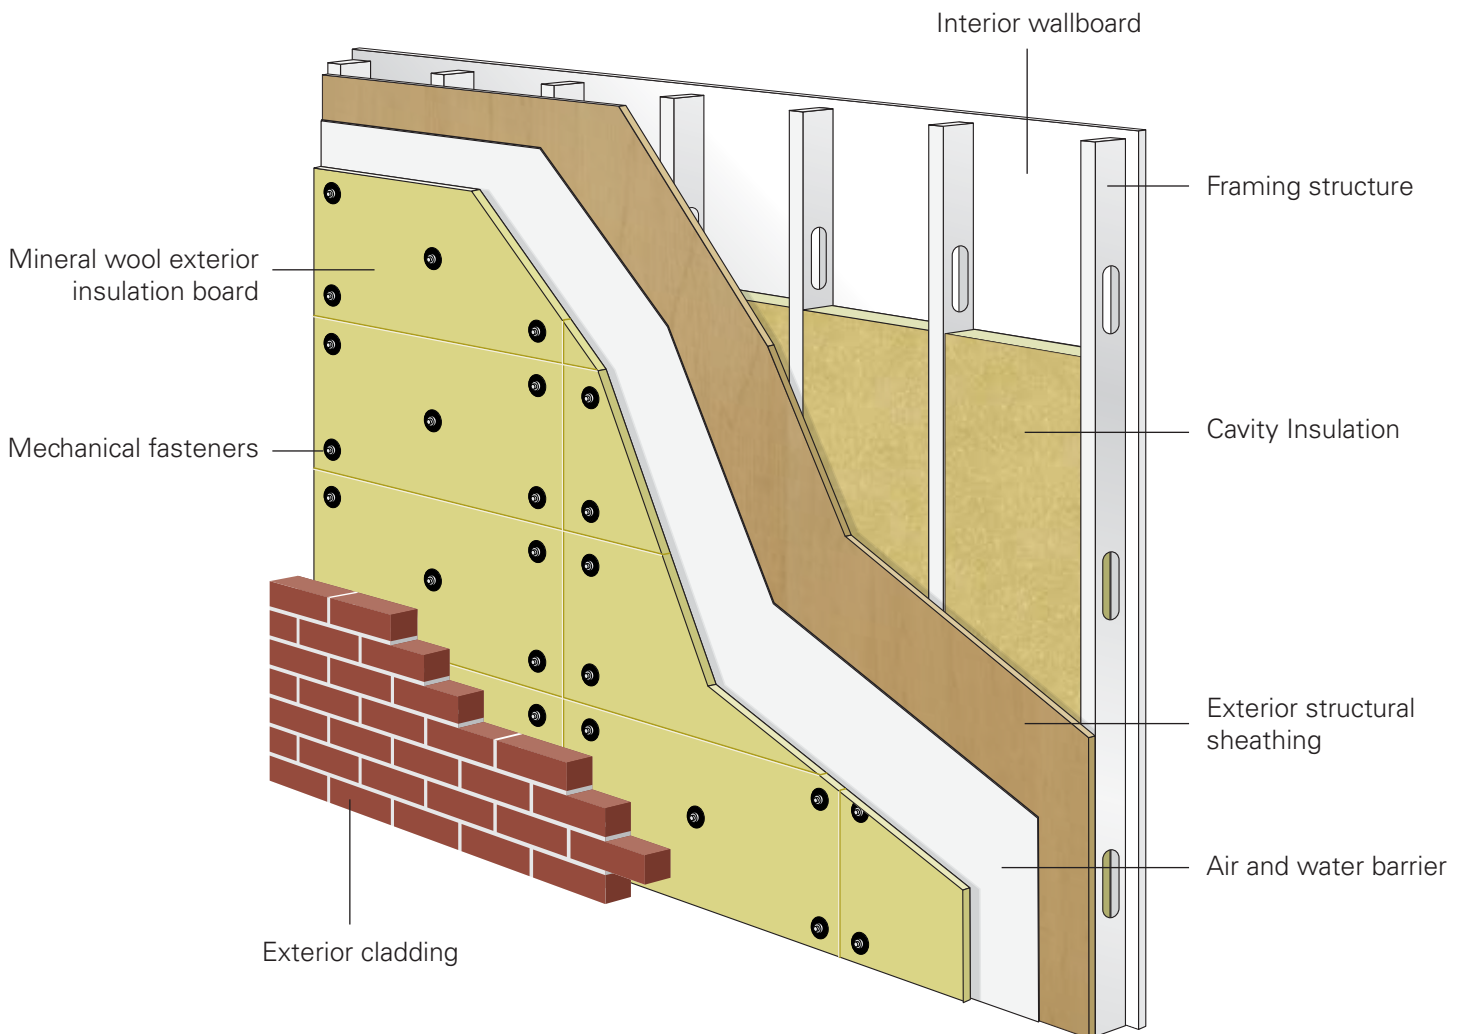 Interior wallboard
Framing structure
Mineral wool exterior
insulation board
Cavity Insulation
Mechanical fasteners
Exterior structural
sheathing
Air and water barrier
Exterior cladding